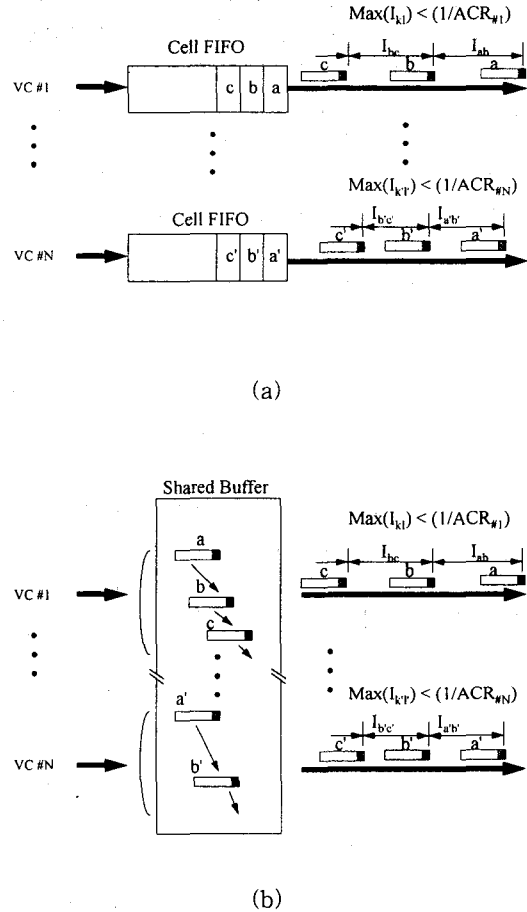 Max(I_kl) < (1/ACR_#1)
Cell FIFO
I_bc I_ab
VC #1
c b a
c b a
Max(I_k'l') < (1/ACR_#N)
Cell FIFO
I_b'c' I_a'b'
VC #N
c' b' a'
c' b' a'
(a)
Shared Buffer
Max(I_kl) < (1/ACR_#1)
a
I_bc I_ab
VC #1
b
c b a
c
Max(I_k'l') < (1/ACR_#N)
a'
I_b'c' I_a'b'
VC #N
b'
c' b' a'
(b)